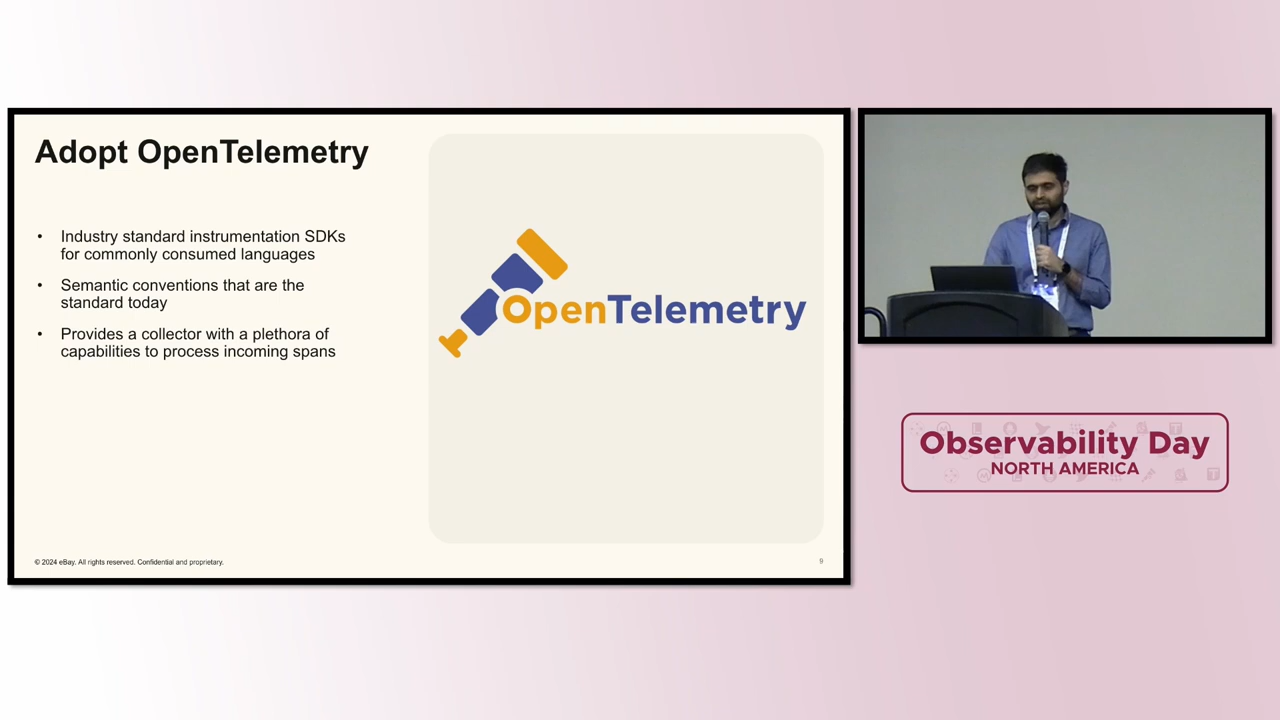 Adopt OpenTelemetry
• Industry standard instrumentation SDKs
for commonly consumed languages
• Semantic conventions that are the
standard today
• Provides a collector with a plethora of
capabilities to process incoming spans
OpenTelemetry
© 2024 eBay. All rights reserved. Confidential and proprietary.
9
Observability Day
NORTH AMERICA